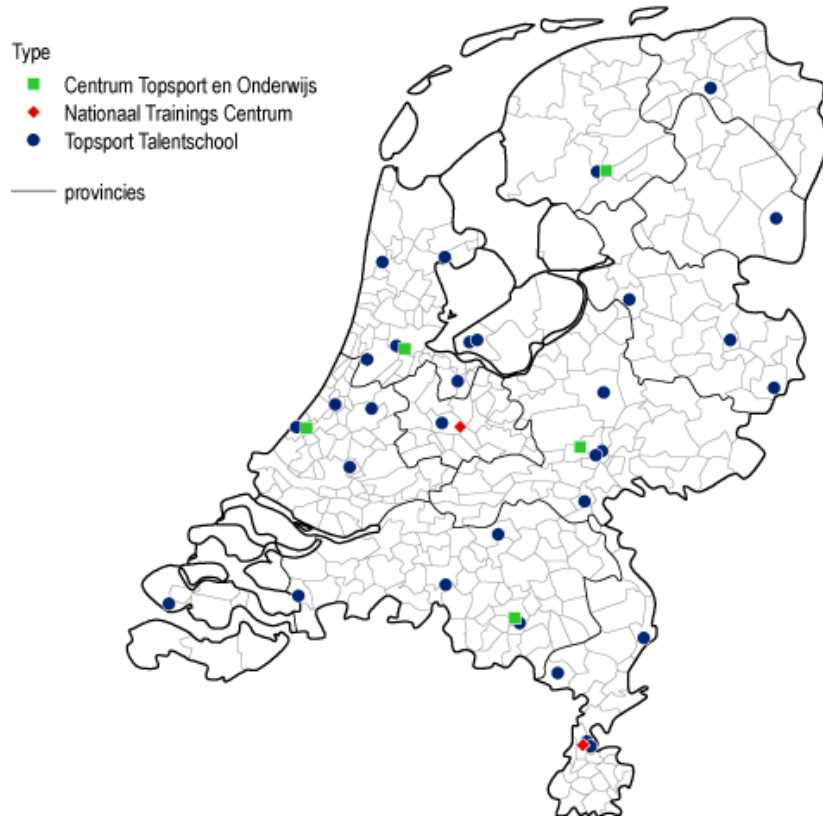 Type
Centrum Topsport en Onderwijs
Nationaal Trainings Centrum
Topsport Talentschool
provincies